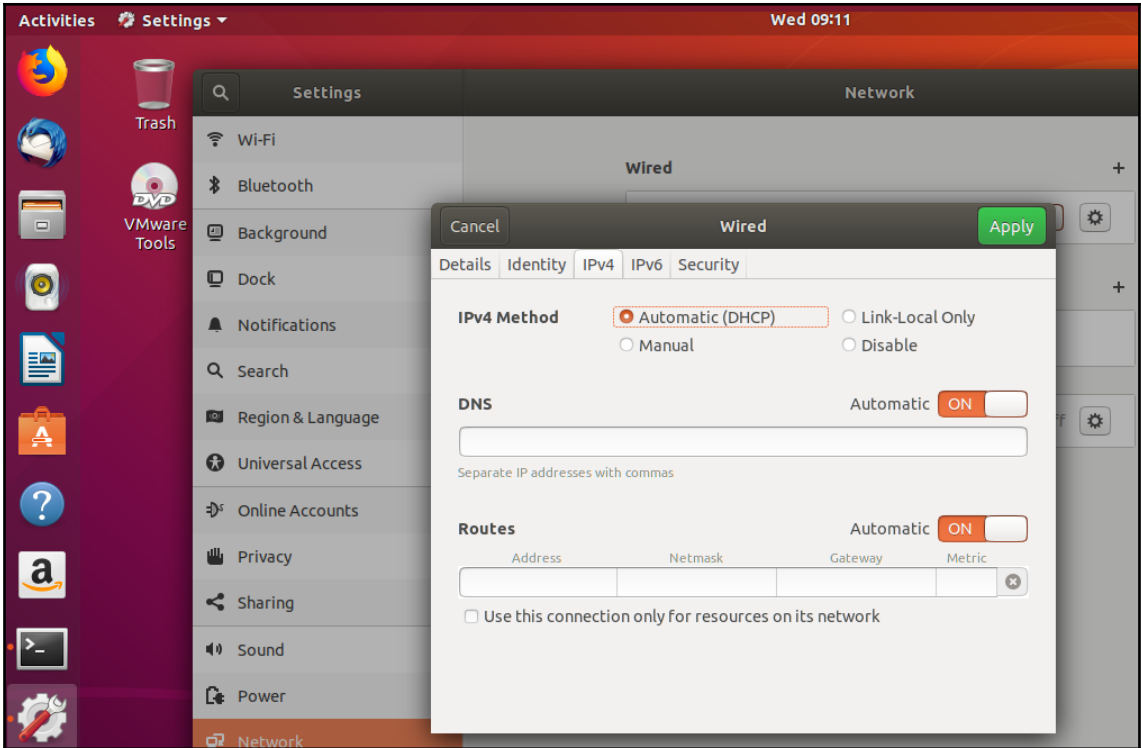 Activities Settings Wed 09:11
Trash
VMware
Tools
DVD
Settings Network
Wi-Fi
Bluetooth
Background
Dock
Notifications
Search
Region & Language
Universal Access
Online Accounts
Privacy
Sharing
Sound
Power
Network
Wired
Cancel Wired Apply
Details Identity IPv4 IPv6 Security
IPv4 Method Automatic (DHCP) Link-Local Only
Manual Disable
DNS Automatic ON
Separate IP addresses with commas
Routes Automatic ON
Address Netmask Gateway Metric
Use this connection only for resources on its network